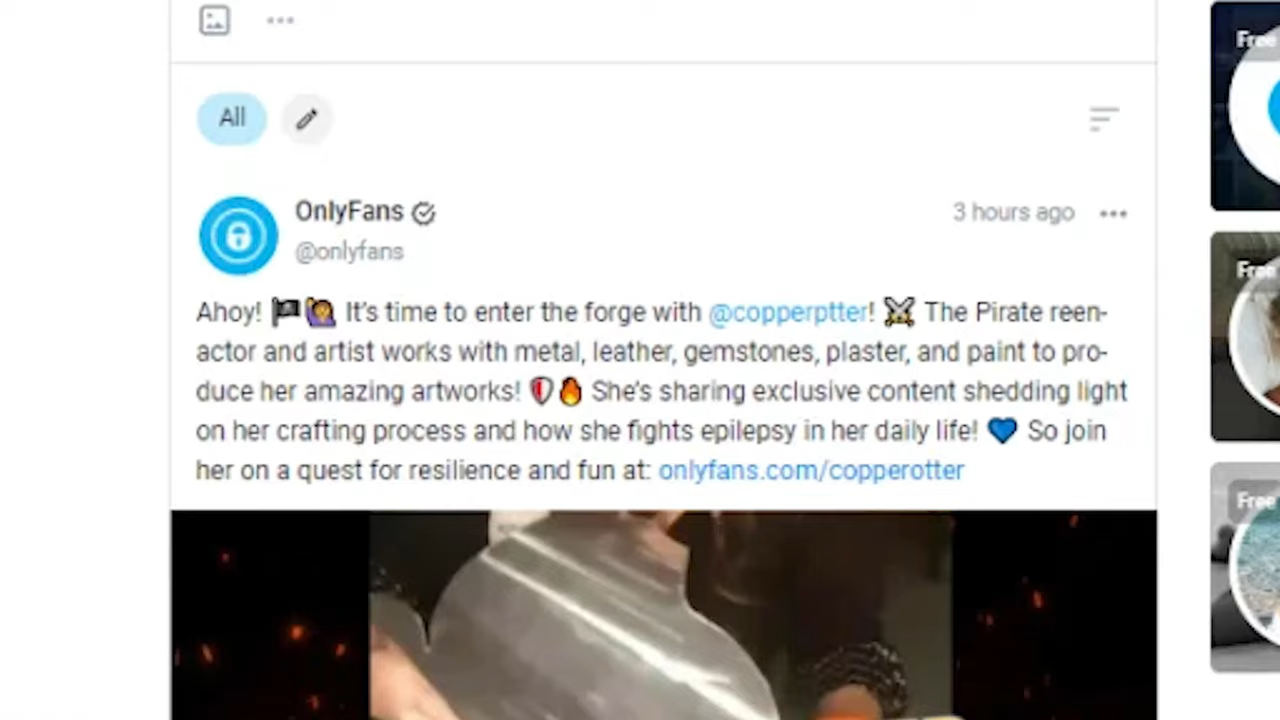 Free
All
OnlyFans
3 hours ago
@onlyfans
Ahoy! 🏴🙋🏽‍♀️ It's time to enter the forge with @copperptter! ⚔️ The Pirate reen-
actor and artist works with metal, leather, gemstones, plaster, and paint to pro-
duce her amazing artworks! 🛡️🔥 She's sharing exclusive content shedding light
on her crafting process and how she fights epilepsy in her daily life! 💙 So join
her on a quest for resilience and fun at: onlyfans.com/copperotter
Free
Free